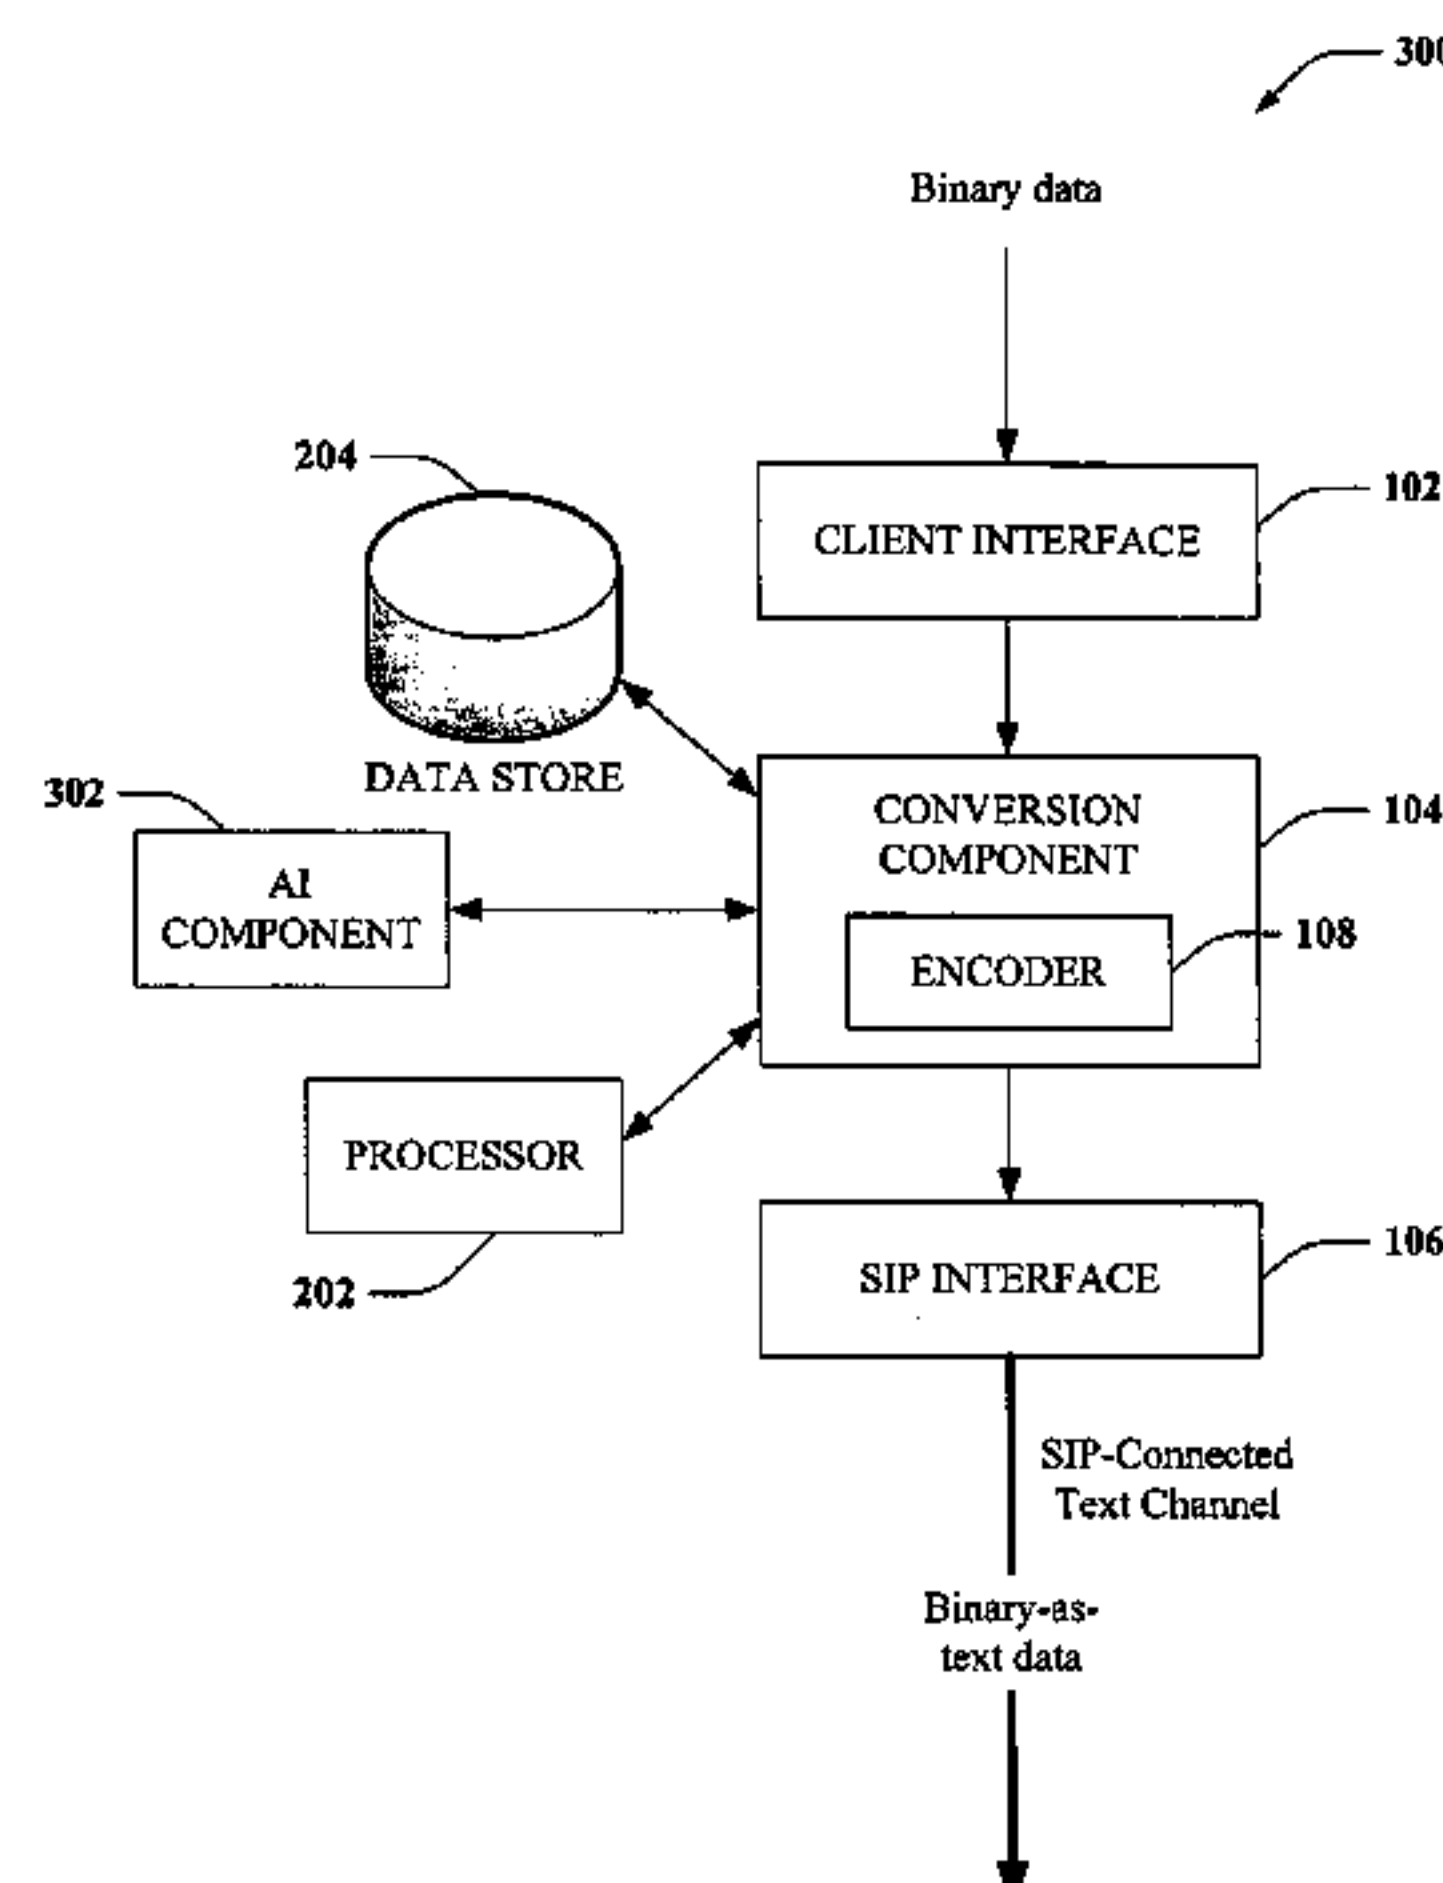 300
Binary data
204
102
CLIENT INTERFACE
DATA STORE
302
CONVERSION
COMPONENT
104
AI
COMPONENT
108
ENCODER
PROCESSOR
202
106
SIP INTERFACE
SIP-Connected
Text Channel
Binary-as-
text data